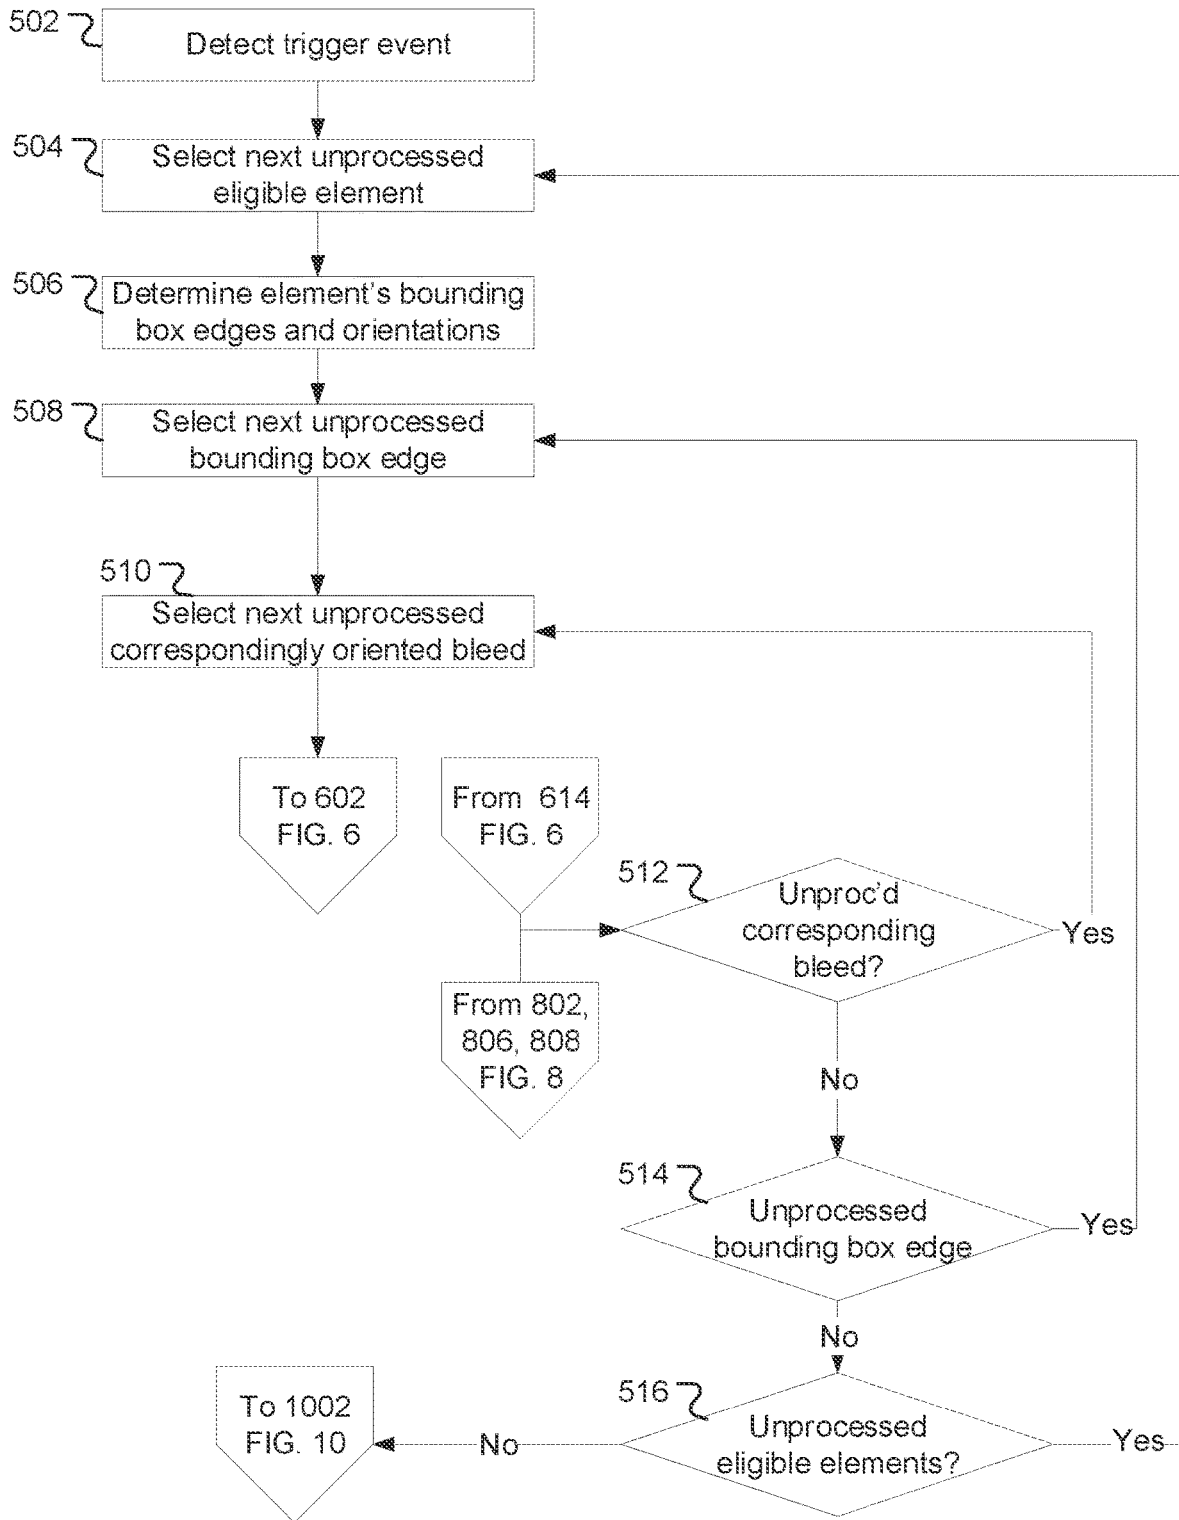 502
Detect trigger event
504
Select next unprocessed
eligible element
506
Determine element's bounding
box edges and orientations
508
Select next unprocessed
bounding box edge
510
Select next unprocessed
correspondingly oriented bleed
To 602
FIG. 6
From 614
FIG. 6
512
Unproc'd
corresponding
bleed?
Yes
From 802,
806, 808
FIG. 8
No
514
Unprocessed
bounding box edge
Yes
No
516
Unprocessed
eligible elements?
Yes
No
To 1002
FIG. 10